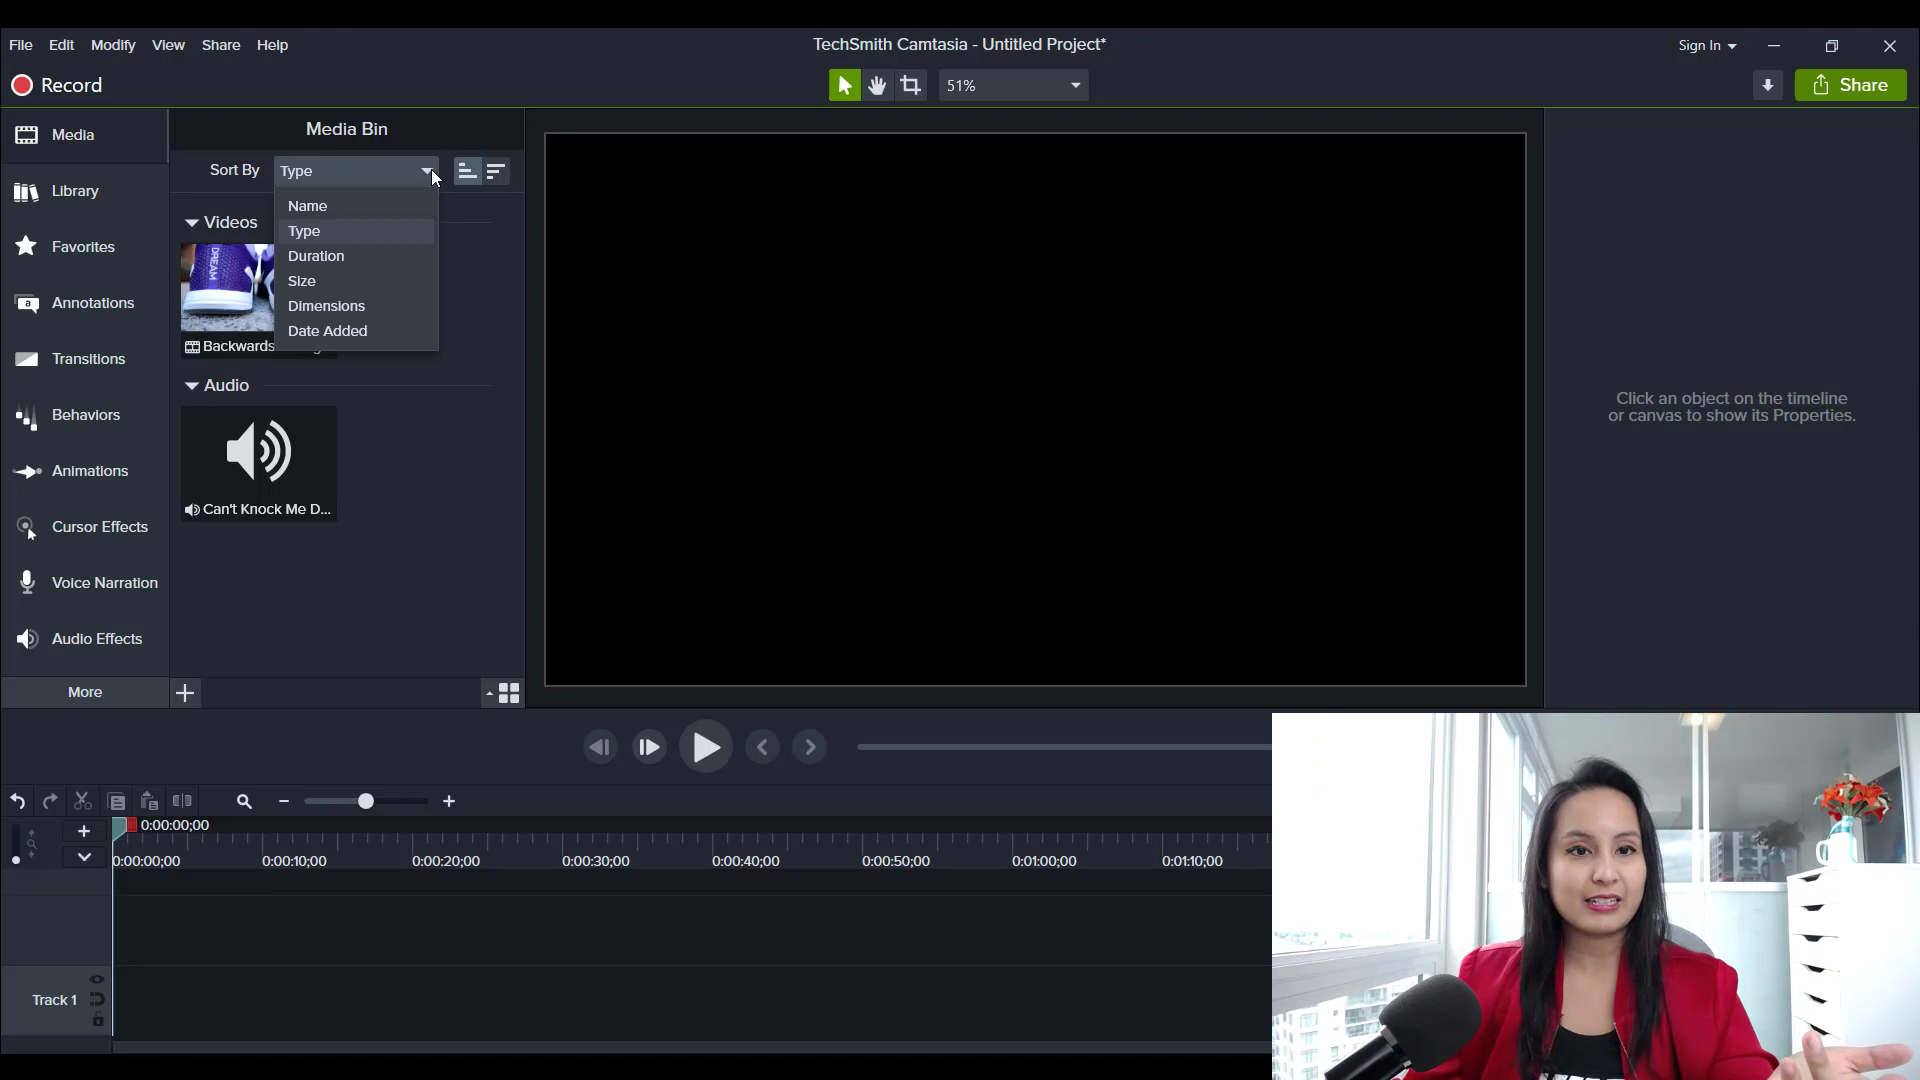 File Edit Modify View Share Help
TechSmith Camtasia - Untitled Project*
Sign In
Record
51%
Share
Media
Library
Favorites
Annotations
Transitions
Behaviors
Animations
Cursor Effects
Voice Narration
Audio Effects
More
Media Bin
Sort By Type
Name
Type
Duration
Size
Dimensions
Date Added
Videos
DREAM
Backwards
Audio
Can't Knock Me D...
Click an object on the timeline
or canvas to show its Properties.
0:00:00;00
0:00:00;00 0:00:10;00 0:00:20;00 0:00:30;00 0:00:40;00 0:00:50;00 0:01:00;00 0:01:10;00
Track 1